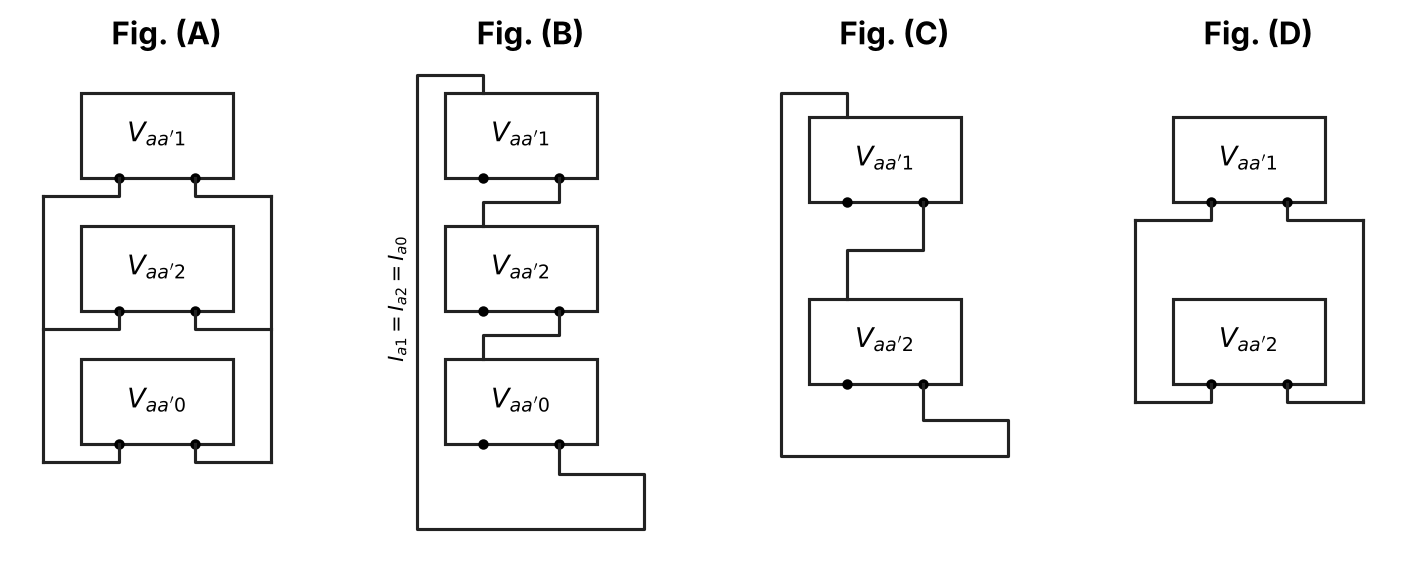 Fig. (A)
Fig. (B)
Fig. (C)
Fig. (D)
V_{aa'1}
V_{aa'2}
V_{aa'0}
V_{aa'1}
V_{aa'2}
V_{aa'0}
I_{a1} = I_{a2} = I_{a0}
V_{aa'1}
V_{aa'2}
V_{aa'1}
V_{aa'2}